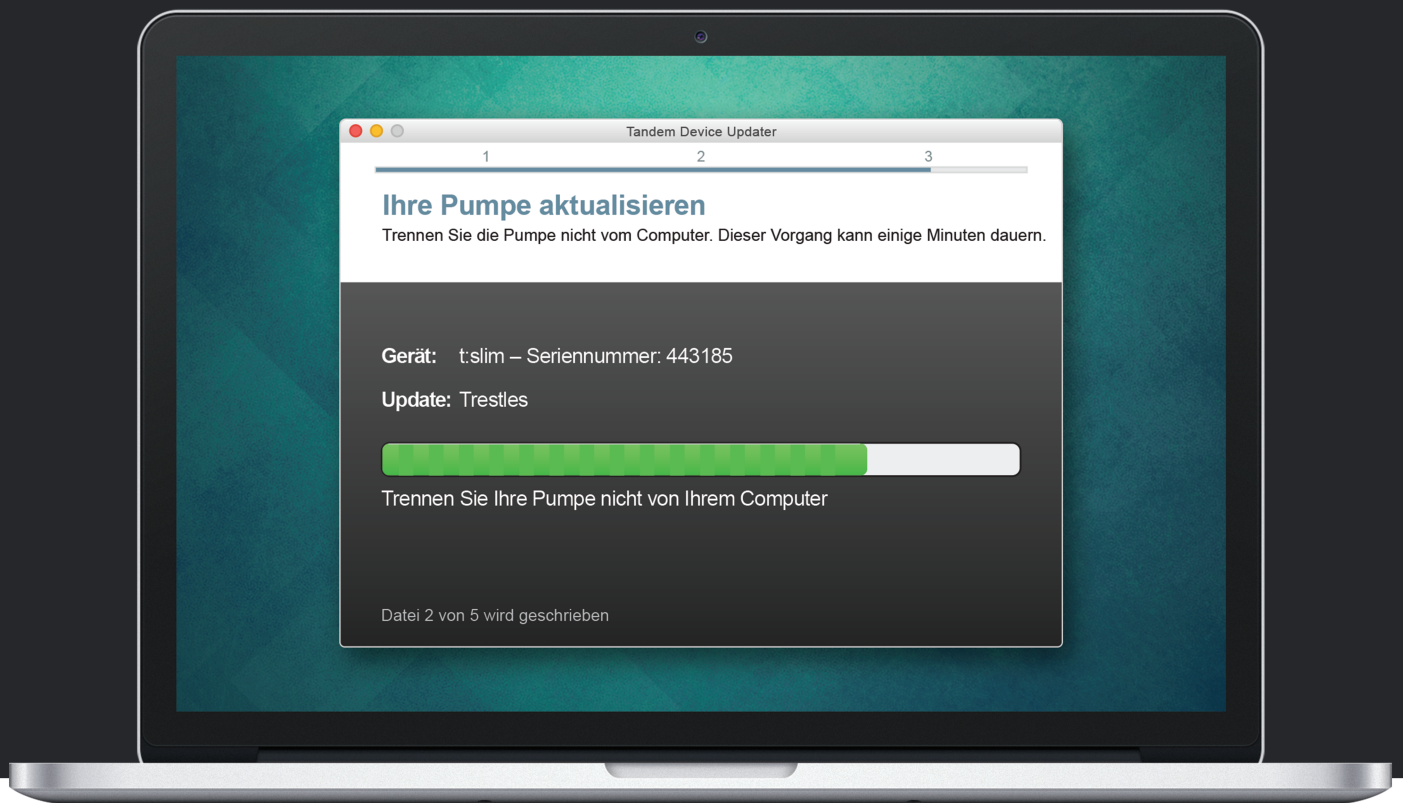 Tandem Device Updater
1 2 3
Ihre Pumpe aktualisieren
Trennen Sie die Pumpe nicht vom Computer. Dieser Vorgang kann einige Minuten dauern.
Gerät: t:slim – Seriennummer: 443185
Update: Trestles
Trennen Sie Ihre Pumpe nicht von Ihrem Computer
Datei 2 von 5 wird geschrieben